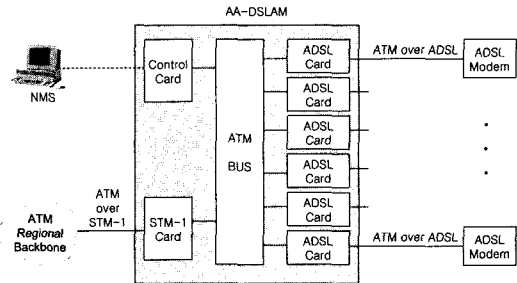 AA-DSLAM
NMS
Control
Card
ATM
BUS
ADSL
Card
ATM over ADSL
ADSL
Modem
ADSL
Card
ADSL
Card
ADSL
Card
ADSL
Card
ADSL
Card
ATM over ADSL
ADSL
Modem
ATM
Regional
Backbone
ATM
over
STM-1
STM-1
Card